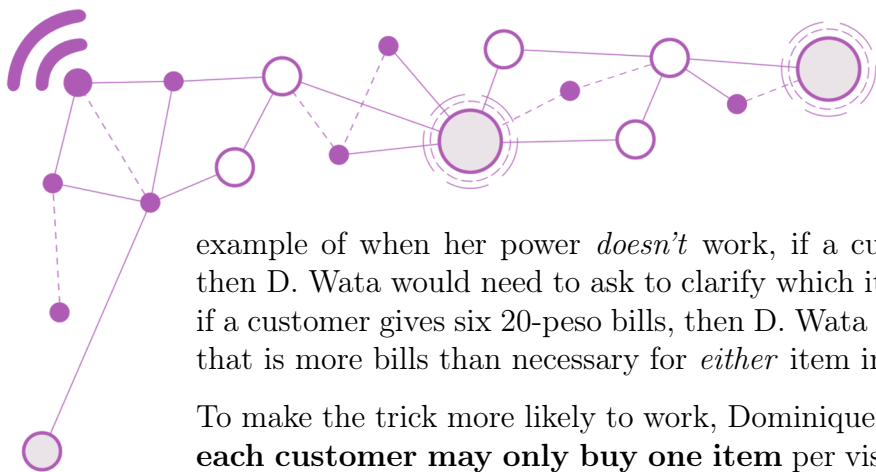 example of when her power doesn't work, if a cu
then D. Wata would need to ask to clarify which it
if a customer gives six 20-peso bills, then D. Wata
that is more bills than necessary for either item in
To make the trick more likely to work, Dominique
each customer may only buy one item per vis